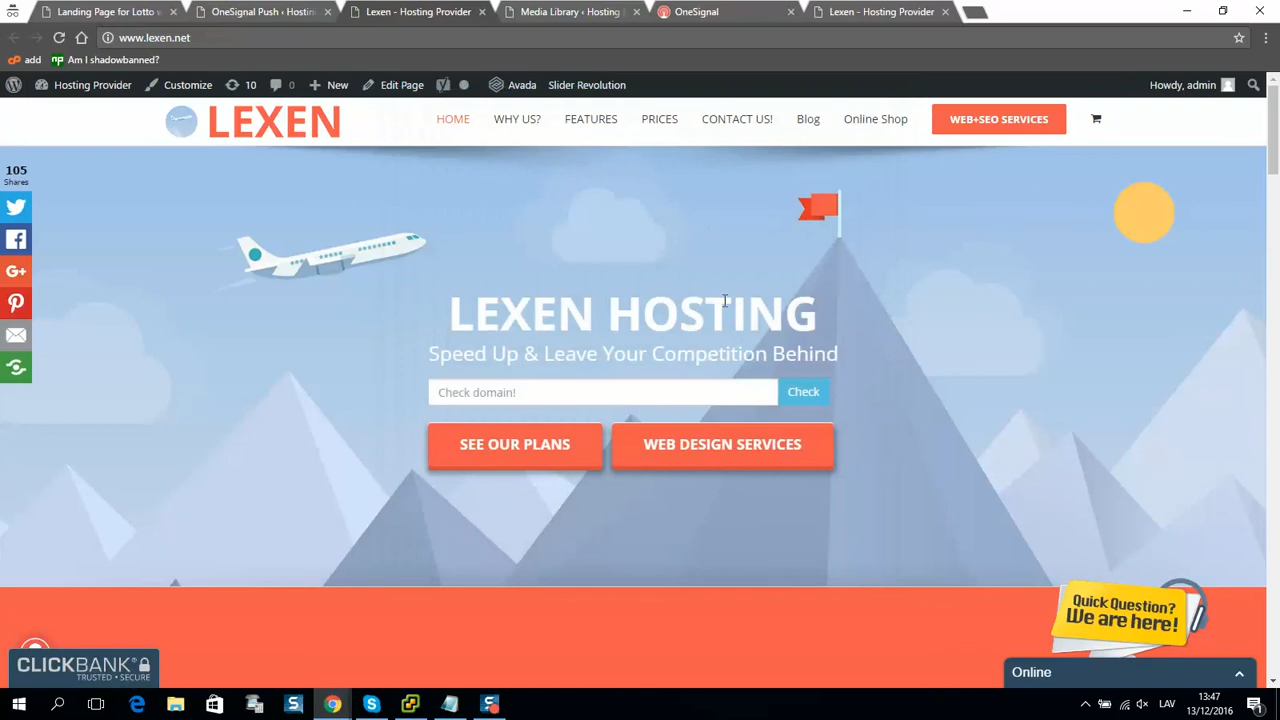 Landing Page for Lotto v
OneSignal Push ‹ Hostin
Lexen - Hosting Provider
Media Library ‹ Hosting
OneSignal
Lexen - Hosting Provider
www.lexen.net
add
Am I shadowbanned?
Hosting Provider
Customize
10
0
New
Edit Page
Avada
Slider Revolution
Howdy, admin
LEXEN
HOME
WHY US?
FEATURES
PRICES
CONTACT US!
Blog
Online Shop
WEB+SEO SERVICES
105
Shares
LEXEN HOSTING
Speed Up & Leave Your Competition Behind
Check domain!
Check
SEE OUR PLANS
WEB DESIGN SERVICES
Quick Question?
We are here!
CLICKBANK®
TRUSTED • SECURE
Online
LAV
13:47
13/12/2016